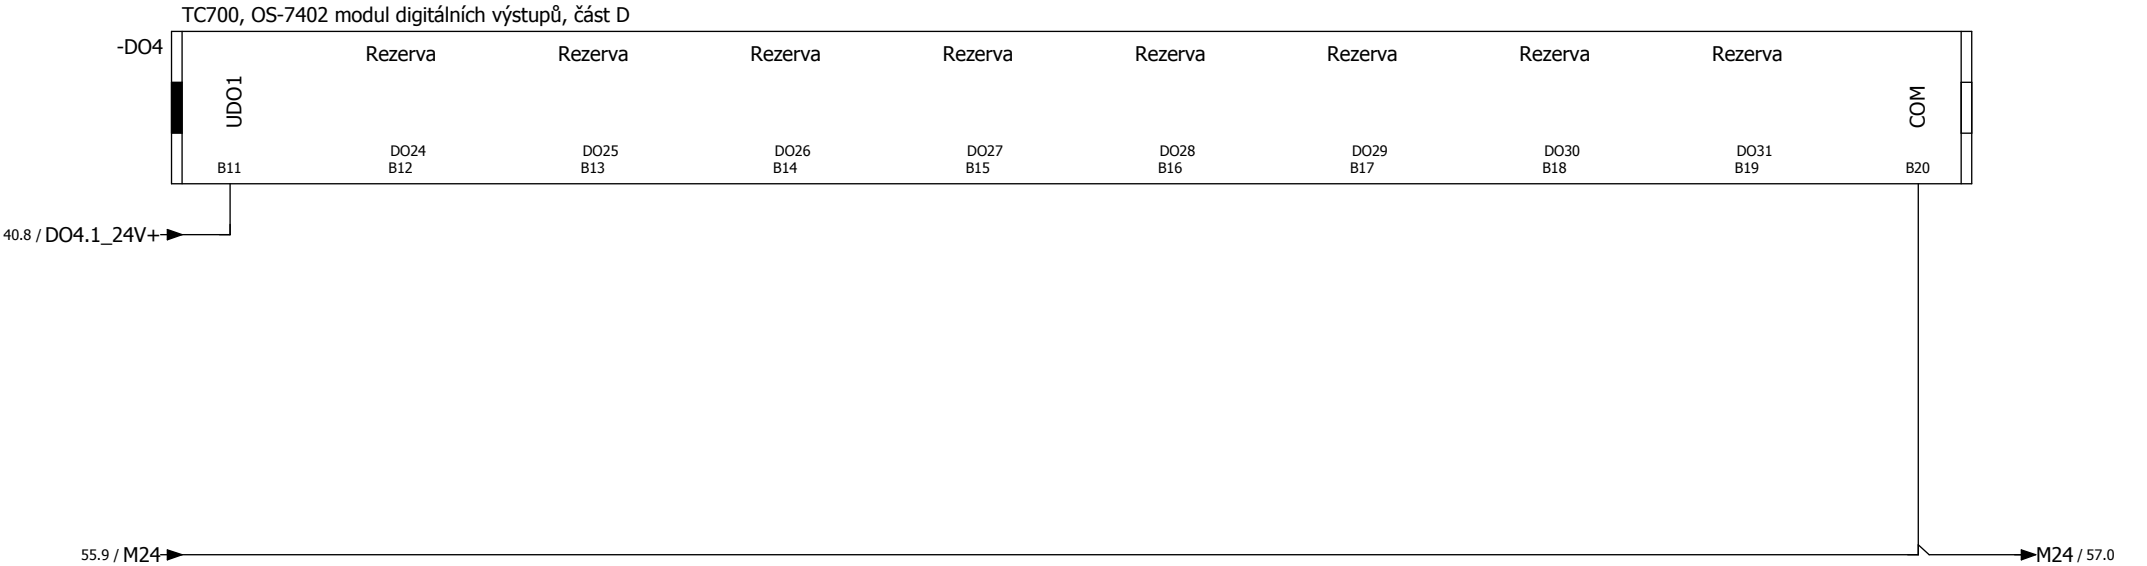 TC700, OS-7402 modul digitálních výstupů, část D
-DO4
Rezerva Rezerva Rezerva Rezerva Rezerva Rezerva Rezerva Rezerva
UDO1 COM
DO24 DO25 DO26 DO27 DO28 DO29 DO30 DO31
B11 B12 B13 B14 B15 B16 B17 B18 B19 B20
40.8 / DO4.1_24V+
55.9 / M24 M24 / 57.0